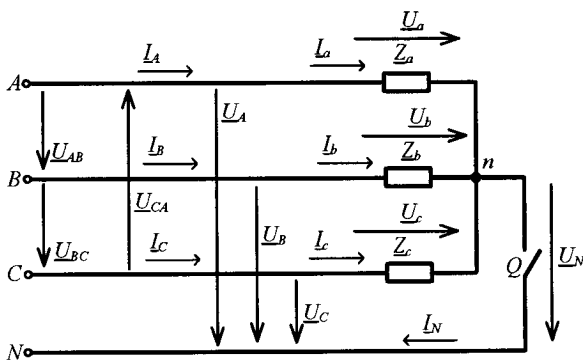 U_a
I_A I_a Z_a
A
U_A
U_b
I_B I_b Z_b
U_AB
B n
U_CA
U_c
U_BC I_C U_B I_c Z_c
Q U_N
C
U_C
I_N
N